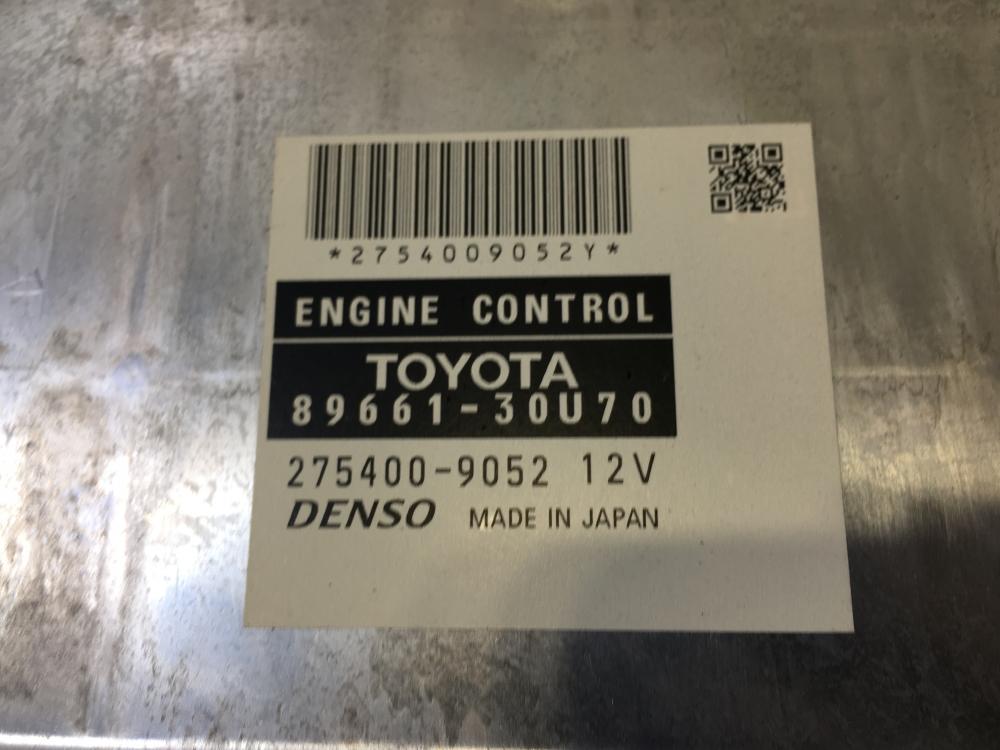 *2754009052Y*
ENGINE CONTROL
TOYOTA
89661-30U70
275400-9052 12V
DENSO MADE IN JAPAN